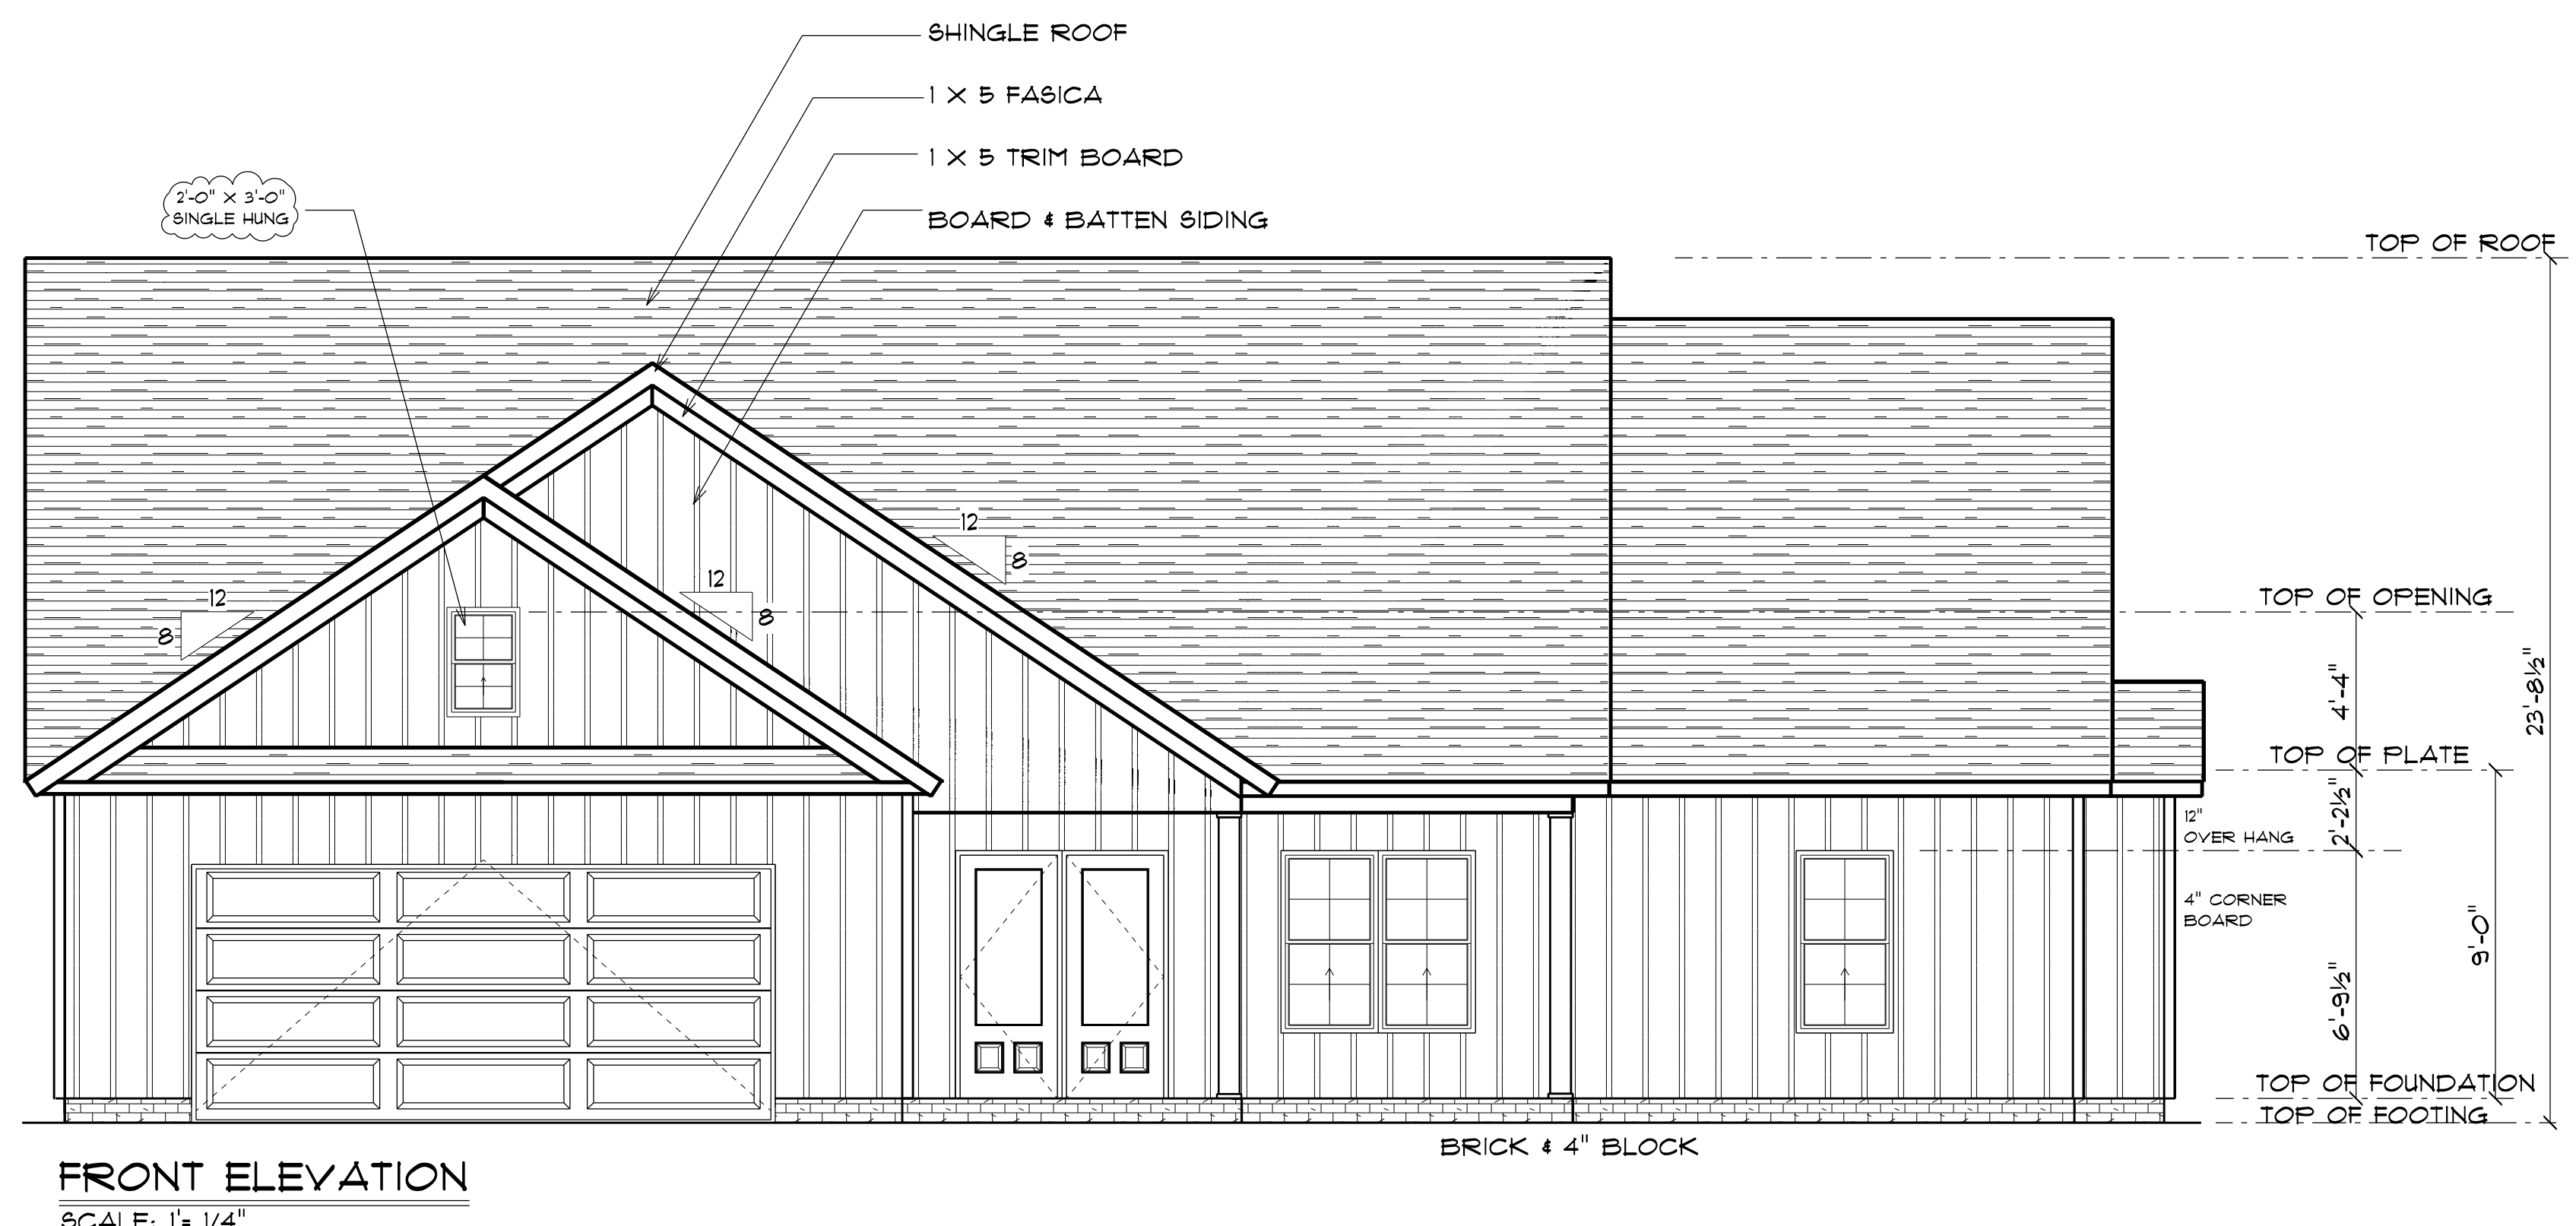 SHINGLE ROOF
1 X 5 FASICA
1 X 5 TRIM BOARD
BOARD & BATTEN SIDING
2'-0" X 3'-0"
SINGLE HUNG
TOP OF ROOF
12
8
12
8
12
8
TOP OF OPENING
4'-4"
23'-8½"
TOP OF PLATE
2'-2½"
12"
OVER HANG
4" CORNER
BOARD
9'-0"
6'-9½"
TOP OF FOUNDATION
TOP OF FOOTING
BRICK & 4" BLOCK
FRONT ELEVATION
SCALE: 1'= 1/4"